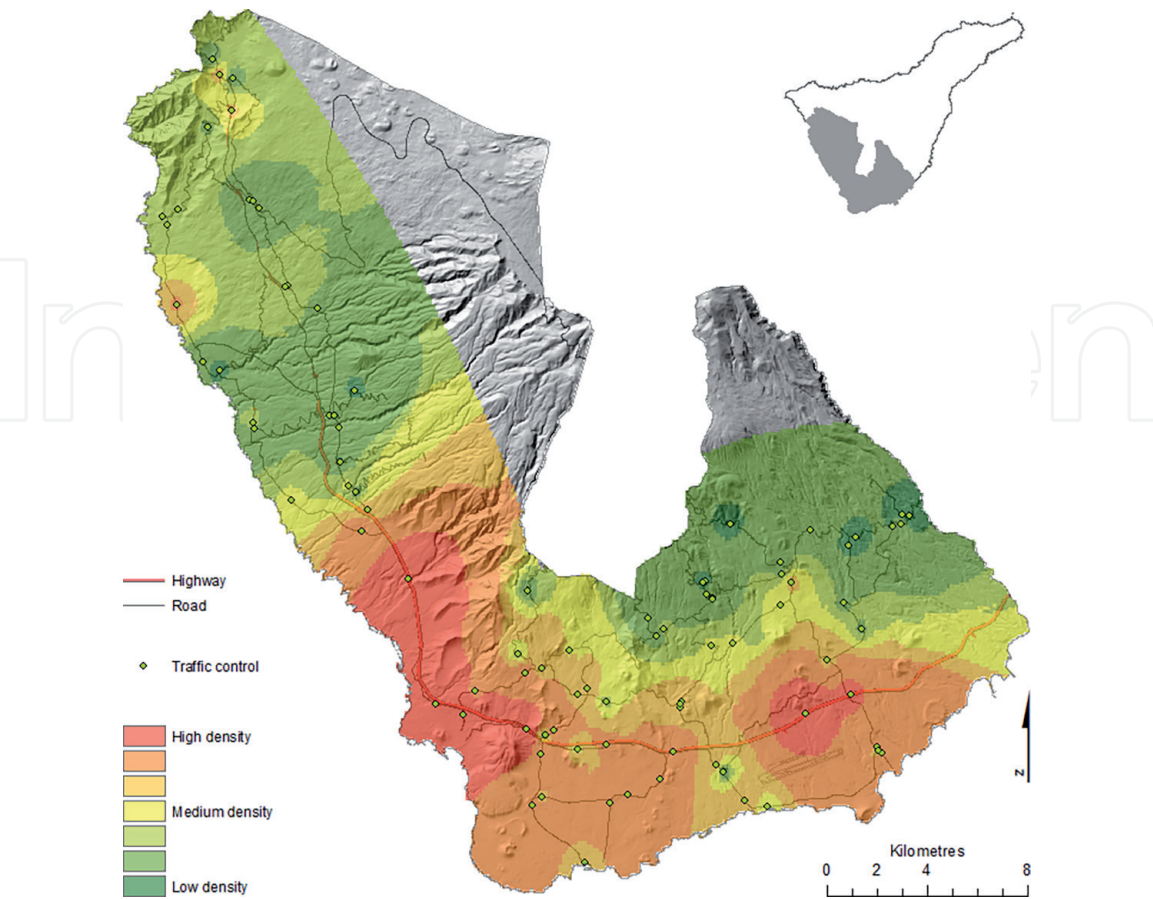 Highway
Road
Traffic control
High density
Medium density
Low density
Kilometres
0 2 4 8
N